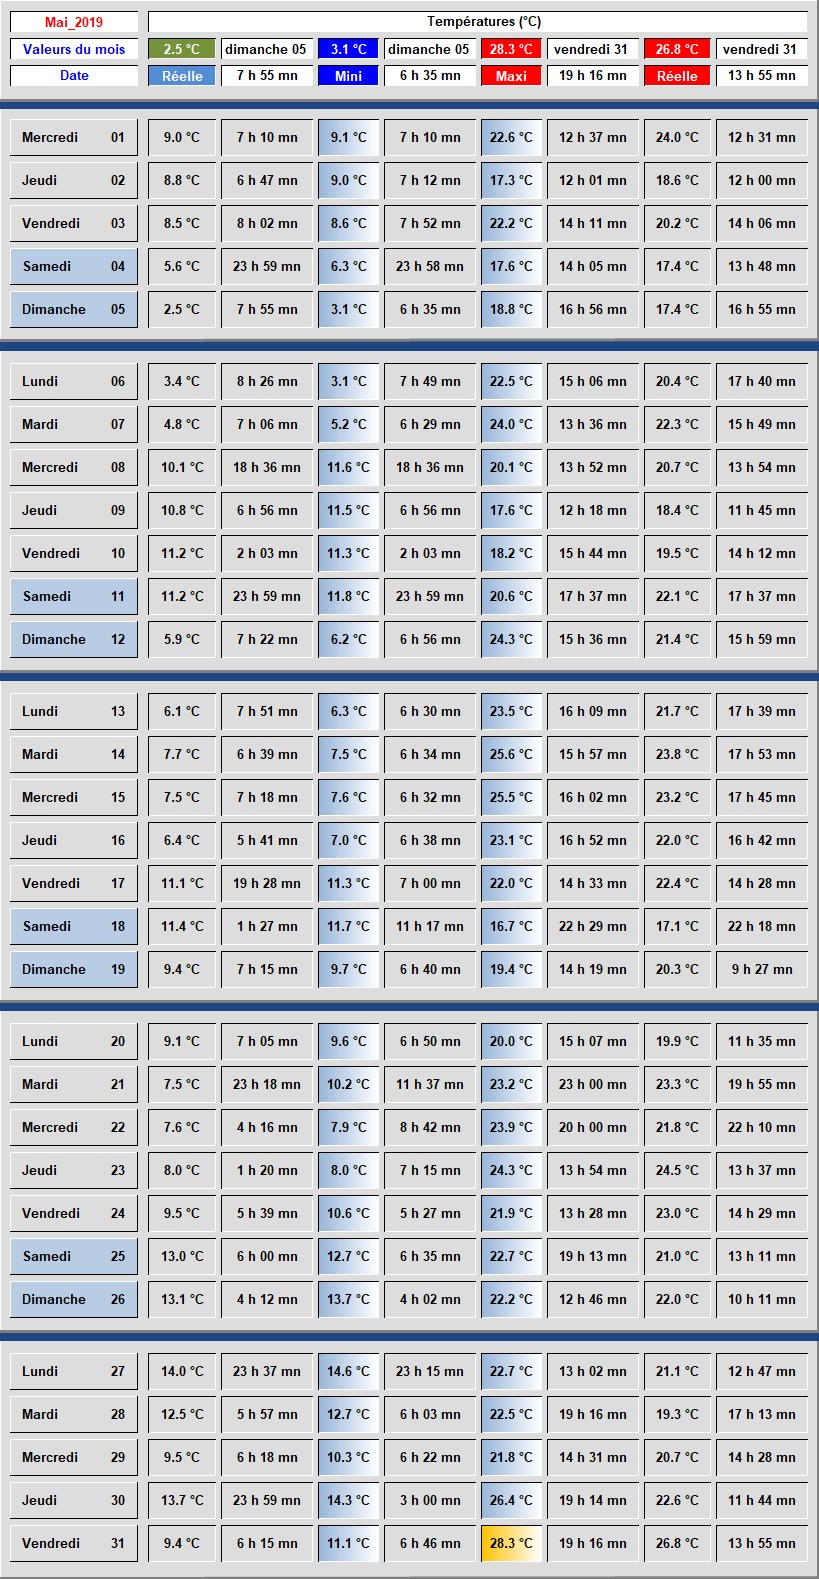 Mai_2019 Températures (°C)
Valeurs du mois 2.5 °C dimanche 05 3.1 °C dimanche 05 28.3 °C vendredi 31 26.8 °C vendredi 31
Date Réelle 7 h 55 mn Mini 6 h 35 mn Maxi 19 h 16 mn Réelle 13 h 55 mn
Mercredi 01 9.0 °C 7 h 10 mn 9.1 °C 7 h 10 mn 22.6 °C 12 h 37 mn 24.0 °C 12 h 31 mn
Jeudi 02 8.8 °C 6 h 47 mn 9.0 °C 7 h 12 mn 17.3 °C 12 h 01 mn 18.6 °C 12 h 00 mn
Vendredi 03 8.5 °C 8 h 02 mn 8.6 °C 7 h 52 mn 22.2 °C 14 h 11 mn 20.2 °C 14 h 06 mn
Samedi 04 5.6 °C 23 h 59 mn 6.3 °C 23 h 58 mn 17.6 °C 14 h 05 mn 17.4 °C 13 h 48 mn
Dimanche 05 2.5 °C 7 h 55 mn 3.1 °C 6 h 35 mn 18.8 °C 16 h 56 mn 17.4 °C 16 h 55 mn
Lundi 06 3.4 °C 8 h 26 mn 3.1 °C 7 h 49 mn 22.5 °C 15 h 06 mn 20.4 °C 17 h 40 mn
Mardi 07 4.8 °C 7 h 06 mn 5.2 °C 6 h 29 mn 24.0 °C 13 h 36 mn 22.3 °C 15 h 49 mn
Mercredi 08 10.1 °C 18 h 36 mn 11.6 °C 18 h 36 mn 20.1 °C 13 h 52 mn 20.7 °C 13 h 54 mn
Jeudi 09 10.8 °C 6 h 56 mn 11.5 °C 6 h 56 mn 17.6 °C 12 h 18 mn 18.4 °C 11 h 45 mn
Vendredi 10 11.2 °C 2 h 03 mn 11.3 °C 2 h 03 mn 18.2 °C 15 h 44 mn 19.5 °C 14 h 12 mn
Samedi 11 11.2 °C 23 h 59 mn 11.8 °C 23 h 59 mn 20.6 °C 17 h 37 mn 22.1 °C 17 h 37 mn
Dimanche 12 5.9 °C 7 h 22 mn 6.2 °C 6 h 56 mn 24.3 °C 15 h 36 mn 21.4 °C 15 h 59 mn
Lundi 13 6.1 °C 7 h 51 mn 6.3 °C 6 h 30 mn 23.5 °C 16 h 09 mn 21.7 °C 17 h 39 mn
Mardi 14 7.7 °C 6 h 39 mn 7.5 °C 6 h 34 mn 25.6 °C 15 h 57 mn 23.8 °C 17 h 53 mn
Mercredi 15 7.5 °C 7 h 18 mn 7.6 °C 6 h 32 mn 25.5 °C 16 h 02 mn 23.2 °C 17 h 45 mn
Jeudi 16 6.4 °C 5 h 41 mn 7.0 °C 6 h 38 mn 23.1 °C 16 h 52 mn 22.0 °C 16 h 42 mn
Vendredi 17 11.1 °C 19 h 28 mn 11.3 °C 7 h 00 mn 22.0 °C 14 h 33 mn 22.4 °C 14 h 28 mn
Samedi 18 11.4 °C 1 h 27 mn 11.7 °C 11 h 17 mn 16.7 °C 22 h 29 mn 17.1 °C 22 h 18 mn
Dimanche 19 9.4 °C 7 h 15 mn 9.7 °C 6 h 40 mn 19.4 °C 14 h 19 mn 20.3 °C 9 h 27 mn
Lundi 20 9.1 °C 7 h 05 mn 9.6 °C 6 h 50 mn 20.0 °C 15 h 07 mn 19.9 °C 11 h 35 mn
Mardi 21 7.5 °C 23 h 18 mn 10.2 °C 11 h 37 mn 23.2 °C 23 h 00 mn 23.3 °C 19 h 55 mn
Mercredi 22 7.6 °C 4 h 16 mn 7.9 °C 8 h 42 mn 23.9 °C 20 h 00 mn 21.8 °C 22 h 10 mn
Jeudi 23 8.0 °C 1 h 20 mn 8.0 °C 7 h 15 mn 24.3 °C 13 h 54 mn 24.5 °C 13 h 37 mn
Vendredi 24 9.5 °C 5 h 39 mn 10.6 °C 5 h 27 mn 21.9 °C 13 h 28 mn 23.0 °C 14 h 29 mn
Samedi 25 13.0 °C 6 h 00 mn 12.7 °C 6 h 35 mn 22.7 °C 19 h 13 mn 21.0 °C 13 h 11 mn
Dimanche 26 13.1 °C 4 h 12 mn 13.7 °C 4 h 02 mn 22.2 °C 12 h 46 mn 22.0 °C 10 h 11 mn
Lundi 27 14.0 °C 23 h 37 mn 14.6 °C 23 h 15 mn 22.7 °C 13 h 02 mn 21.1 °C 12 h 47 mn
Mardi 28 12.5 °C 5 h 57 mn 12.7 °C 6 h 03 mn 22.5 °C 19 h 16 mn 19.3 °C 17 h 13 mn
Mercredi 29 9.5 °C 6 h 18 mn 10.3 °C 6 h 22 mn 21.8 °C 14 h 31 mn 20.7 °C 14 h 28 mn
Jeudi 30 13.7 °C 23 h 59 mn 14.3 °C 3 h 00 mn 26.4 °C 19 h 14 mn 22.6 °C 11 h 44 mn
Vendredi 31 9.4 °C 6 h 15 mn 11.1 °C 6 h 46 mn 28.3 °C 19 h 16 mn 26.8 °C 13 h 55 mn